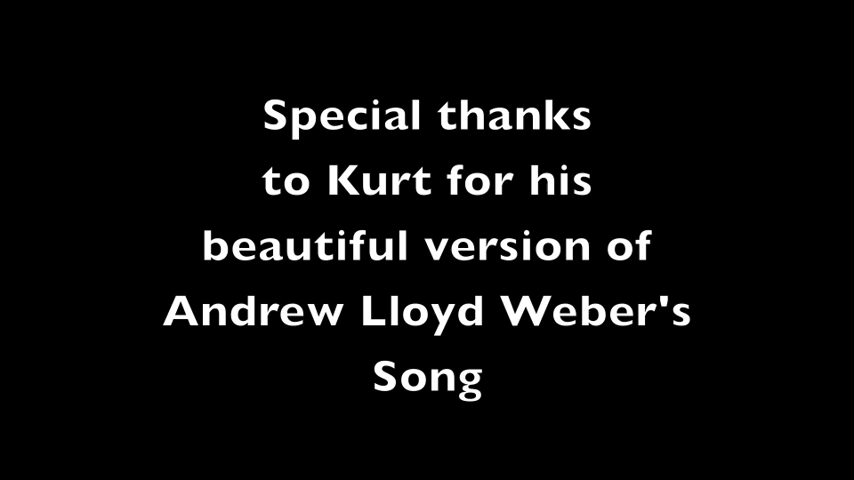 Special thanks
to Kurt for his
beautiful version of
Andrew Lloyd Weber's
Song